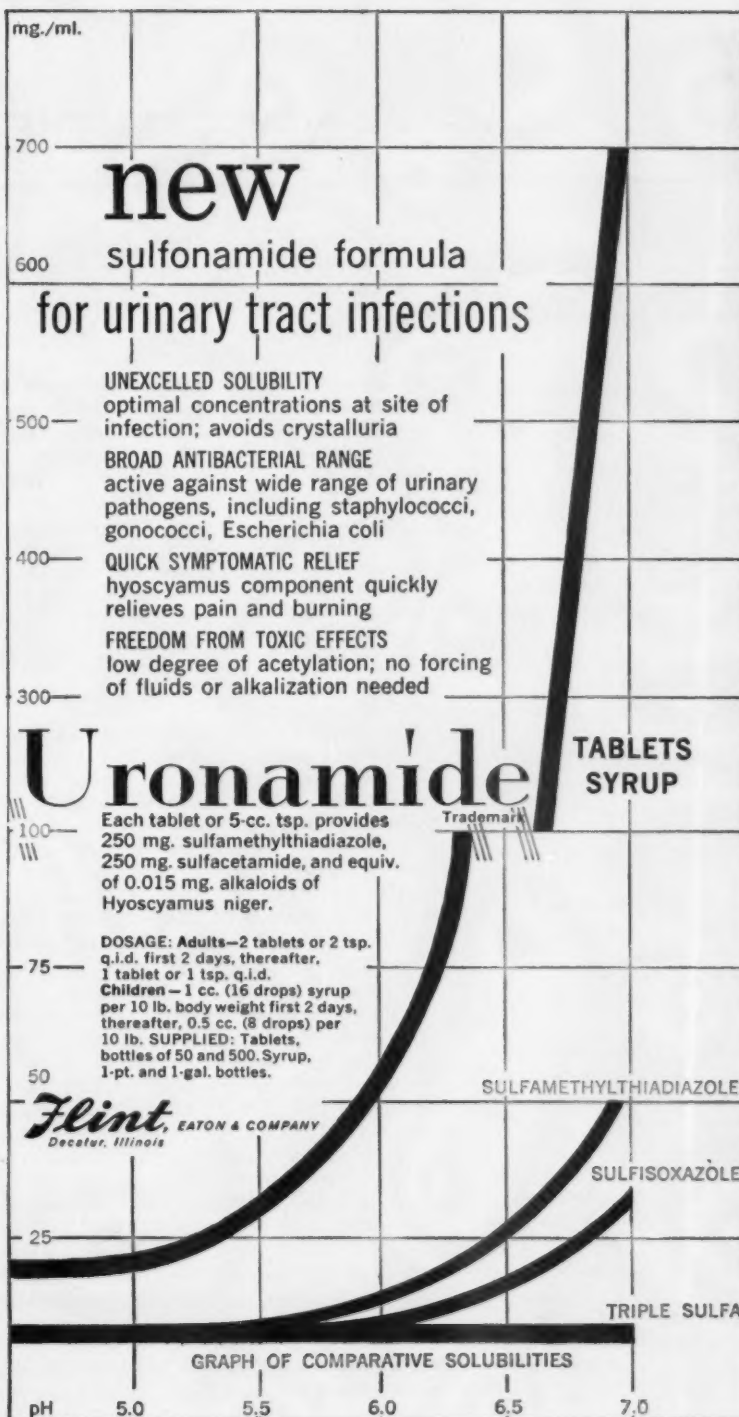 mg./ml.
700
new
sulfonamide formula
600
for urinary tract infections
UNEXCELLED SOLUBILITY
optimal concentrations at site of
infection; avoids crystalluria
500
BROAD ANTIBACTERIAL RANGE
active against wide range of urinary
pathogens, including staphylococci,
gonococci, Escherichia coli
400
QUICK SYMPTOMATIC RELIEF
hyoscyamus component quickly
relieves pain and burning
FREEDOM FROM TOXIC EFFECTS
low degree of acetylation; no forcing
of fluids or alkalization needed
300
Uronamide
Trademark
TABLETS
SYRUP
100
Each tablet or 5-cc. tsp. provides
250 mg. sulfamethylthiadiazole,
250 mg. sulfacetamide, and equiv.
of 0.015 mg. alkaloids of
Hyoscyamus niger.
DOSAGE: Adults—2 tablets or 2 tsp.
q.i.d. first 2 days, thereafter,
1 tablet or 1 tsp. q.i.d.
75
Children — 1 cc. (16 drops) syrup
per 10 lb. body weight first 2 days,
thereafter, 0.5 cc. (8 drops) per
10 lb. SUPPLIED: Tablets,
bottles of 50 and 500. Syrup,
1-pt. and 1-gal. bottles.
50
SULFAMETHYLTHIADIAZOLE
Flint, EATON & COMPANY
Decatur, Illinois
SULFISOXAZOLE
25
TRIPLE SULFA
GRAPH OF COMPARATIVE SOLUBILITIES
pH 5.0 5.5 6.0 6.5 7.0